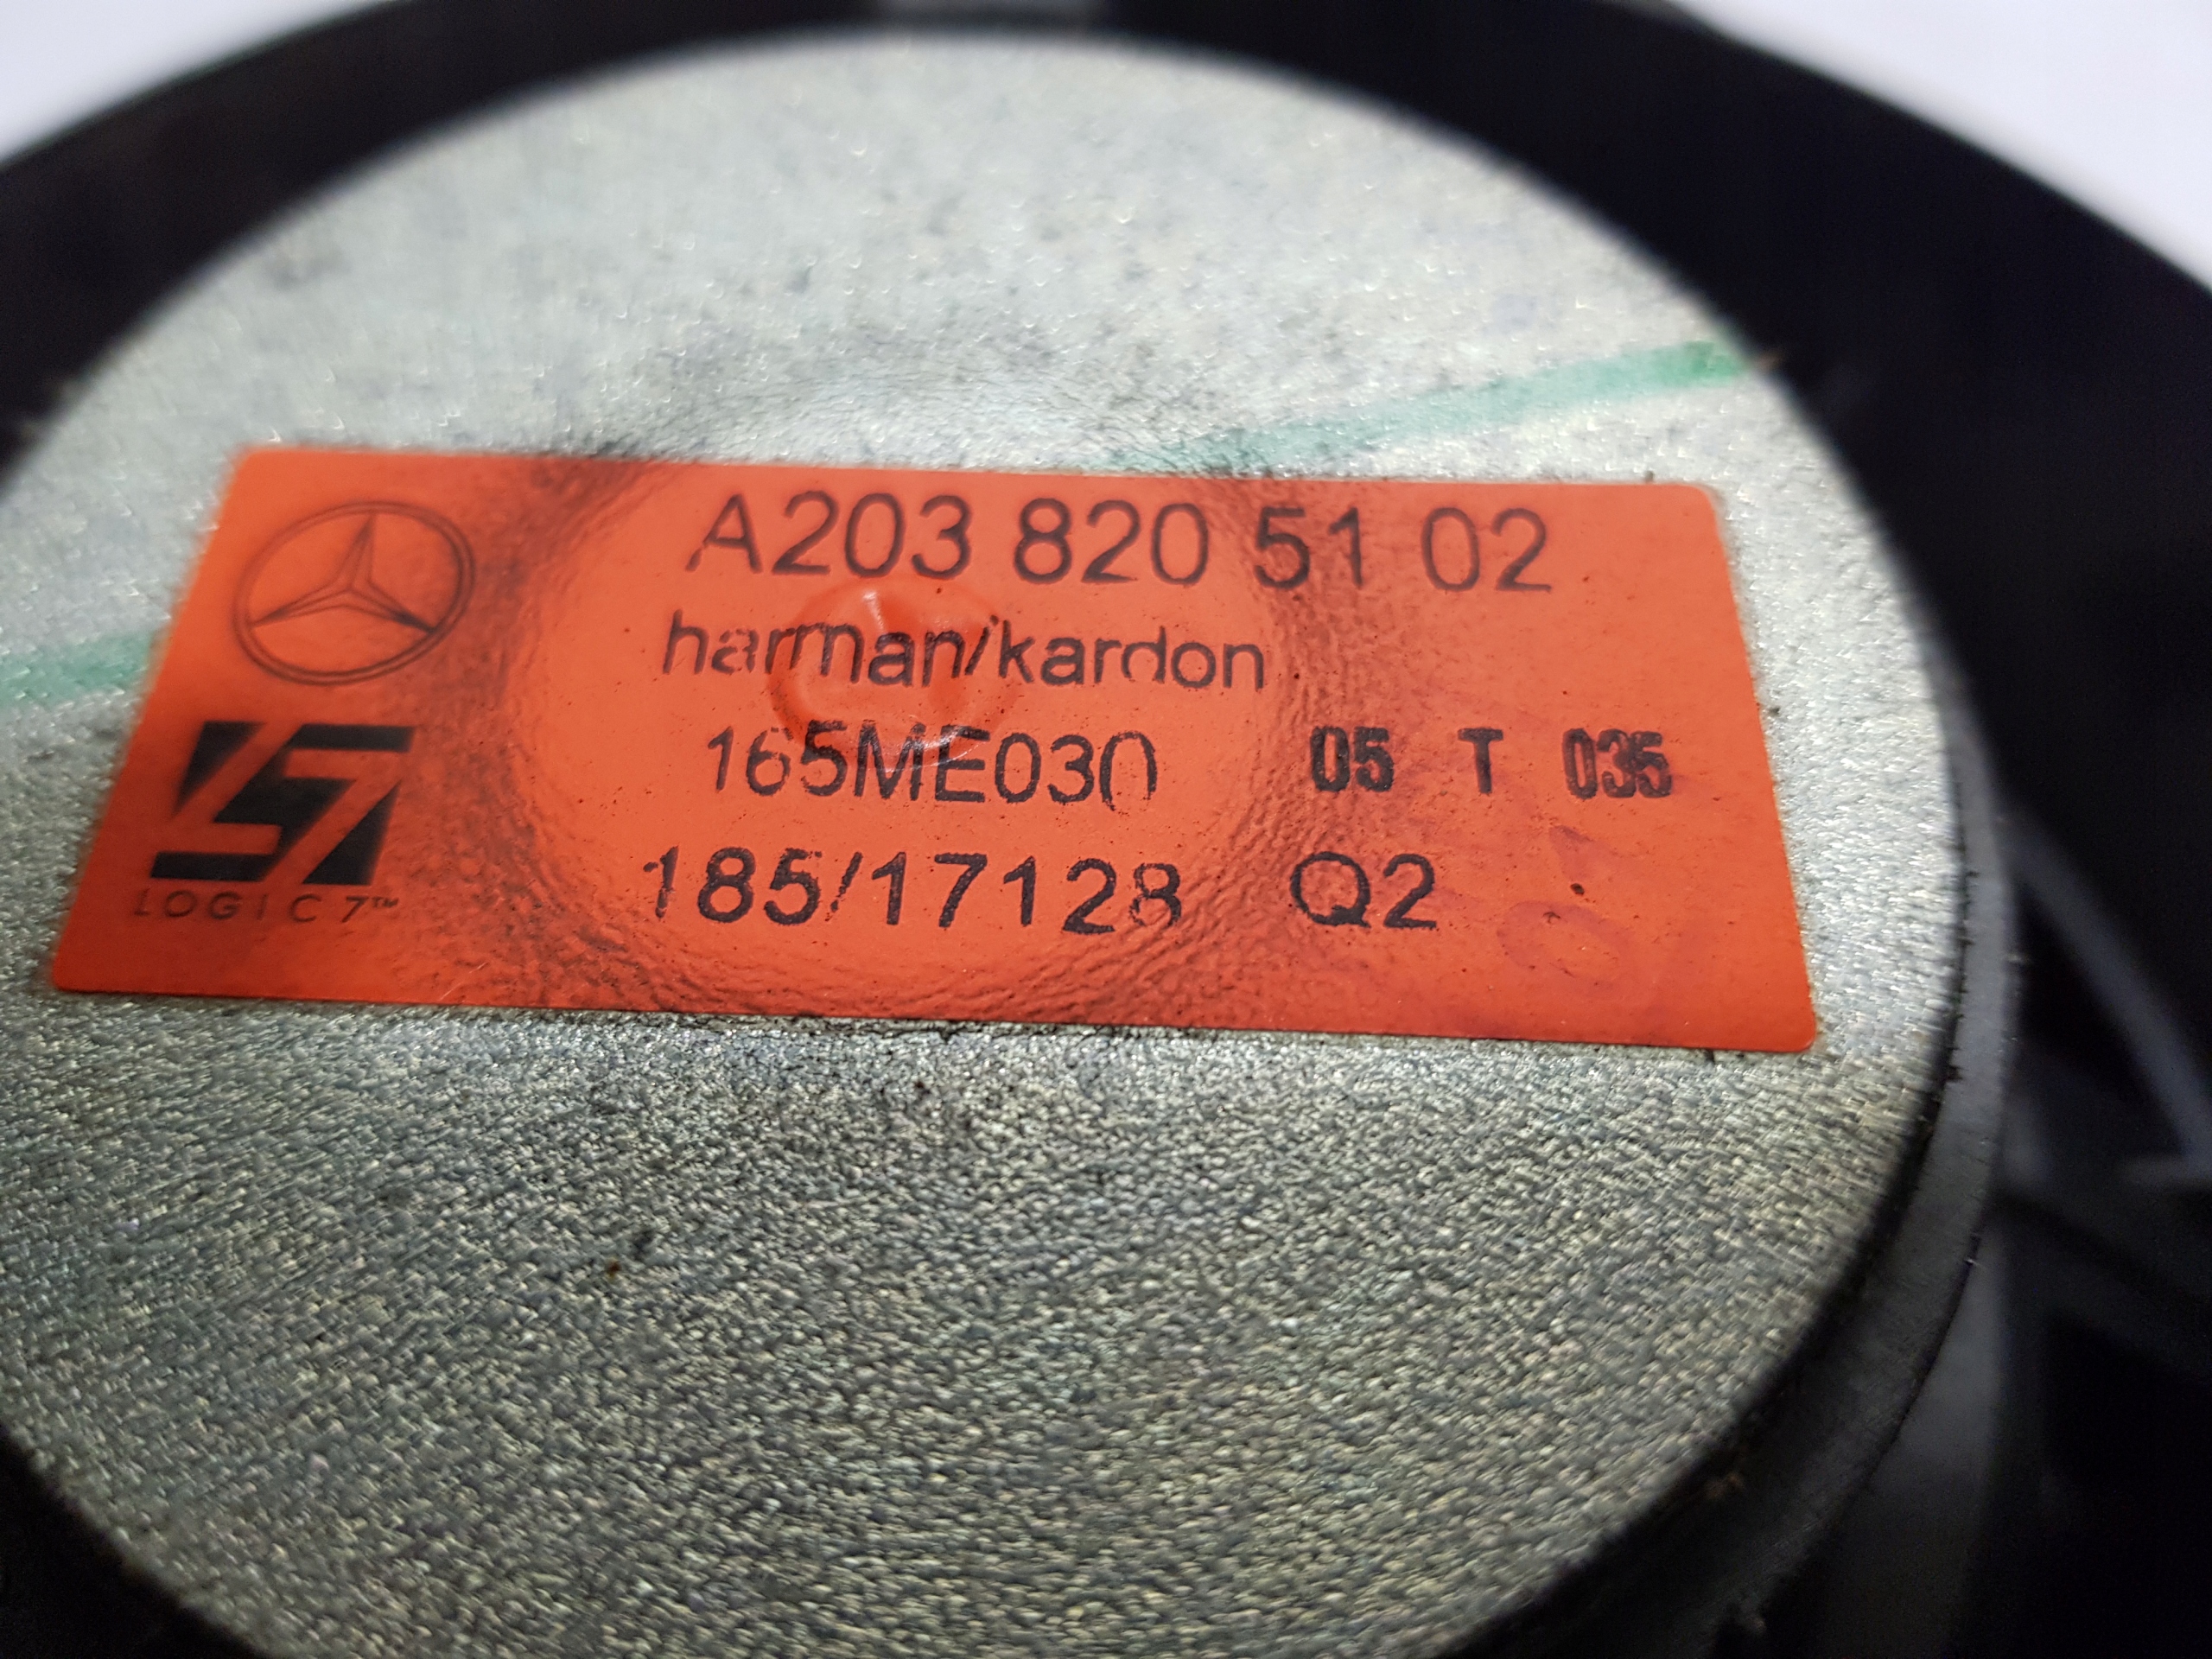 A203 820 51 02
harman/kardon
165ME030 05 T 035
185/17128 Q2
LOGIC 7™